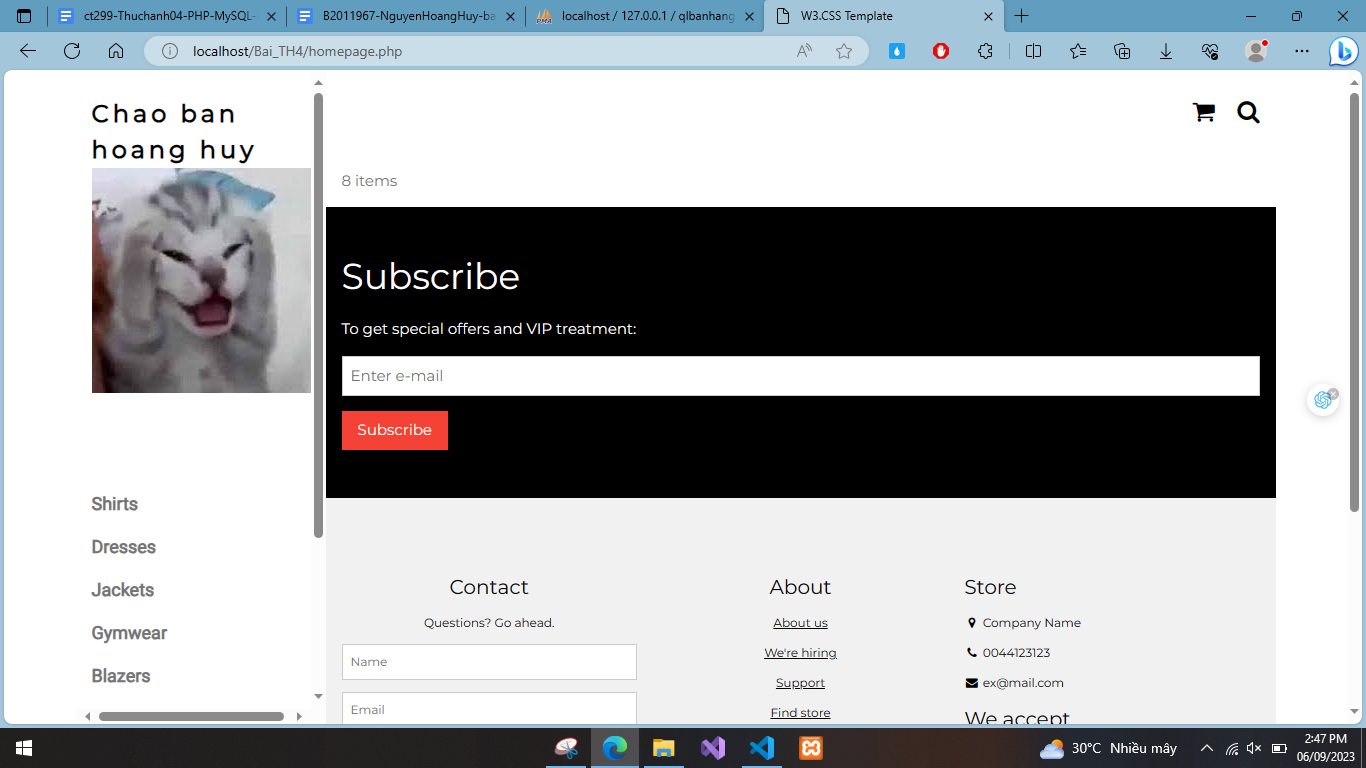 ct299-Thuchanh04-PHP-MySQL-
B2011967-NguyenHoangHuy-ba
localhost / 127.0.0.1 / qlbanhang
W3.CSS Template
localhost/Bai_TH4/homepage.php
Chao ban
hoang huy
8 items
Subscribe
To get special offers and VIP treatment:
Enter e-mail
Subscribe
Shirts
Dresses
Jackets
Gymwear
Blazers
Contact
Questions? Go ahead.
Name
Email
About
About us
We're hiring
Support
Find store
Store
Company Name
0044123123
ex@mail.com
We accept
30°C Nhiều mây
2:47 PM
06/09/2023